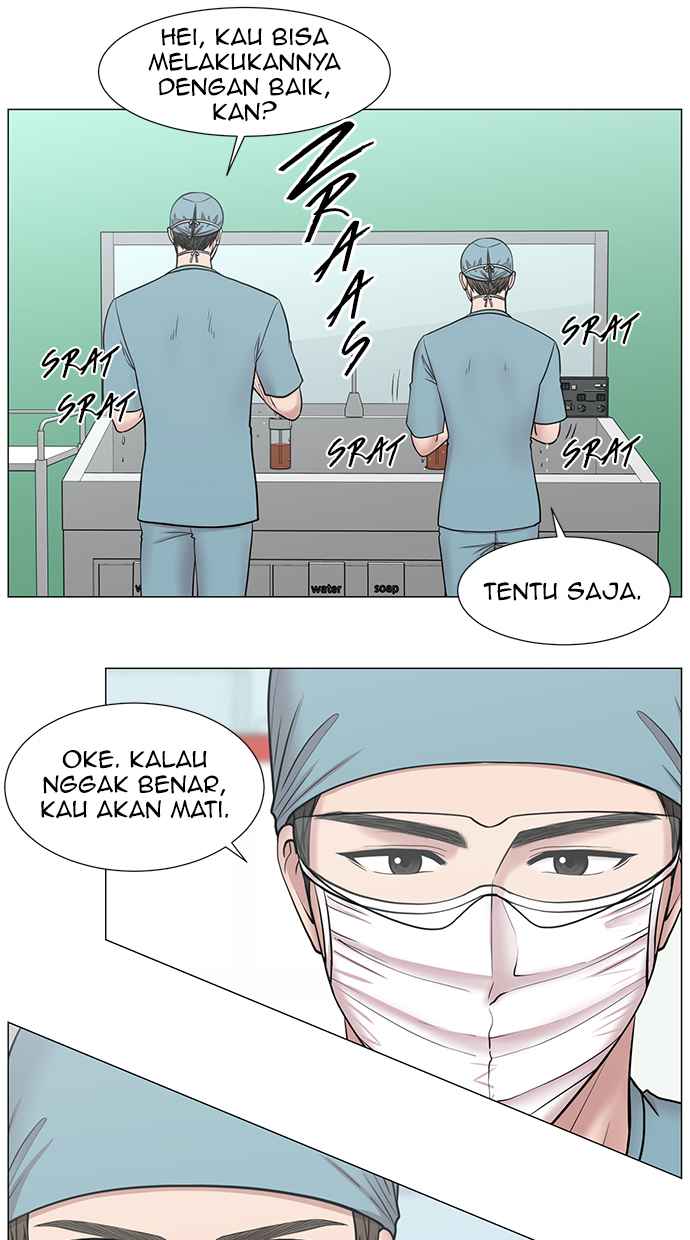 HEI, KAU BISA
MELAKUKANNYA
DENGAN BAIK,
KAN?
ZRAAS
SRAT
SRAT
SRAT
SRAT
SRAT
water
soap
TENTU SAJA.
OKE. KALAU
NGGAK BENAR,
KAU AKAN MATI.